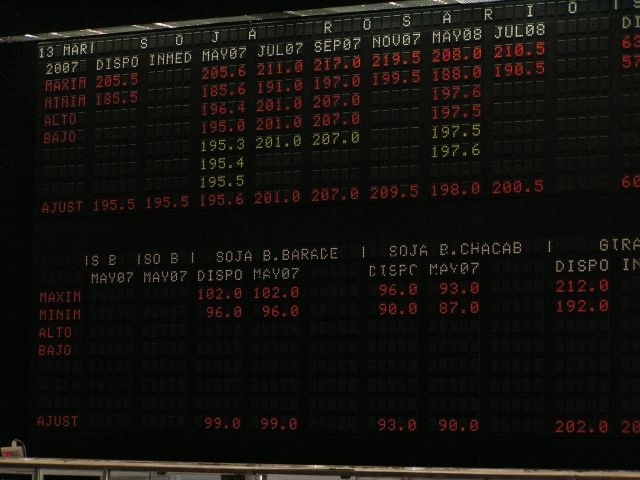 13 MAR S O J A R O S A R I O
2007 DISPO INMED MAY07 JUL07 SEP07 NOV07 MAY08 JUL08
MAXIM 205.5 205.6 211.0 217.0 219.5 208.0 210.5
MINIM 185.5 185.6 191.0 197.0 199.5 188.0 190.5
ALTO 196.4 201.0 207.0 197.6
BAJO 195.0 201.0 207.0 197.5
195.3 201.0 207.0 197.5
195.4 197.6
195.5
AJUST 195.5 195.5 195.6 201.0 207.0 209.5 198.0 200.5 60
|S B |SO B | SOJA B.BARADE | SOJA B.CHACAB | GIRA
MAY07 MAY07 DISPO MAY07 DISPO MAY07 DISPO IN
MAXIM 102.0 102.0 96.0 93.0 212.0
MINIM 96.0 96.0 90.0 87.0 192.0
ALTO
BAJO
AJUST 99.0 99.0 93.0 90.0 202.0 20